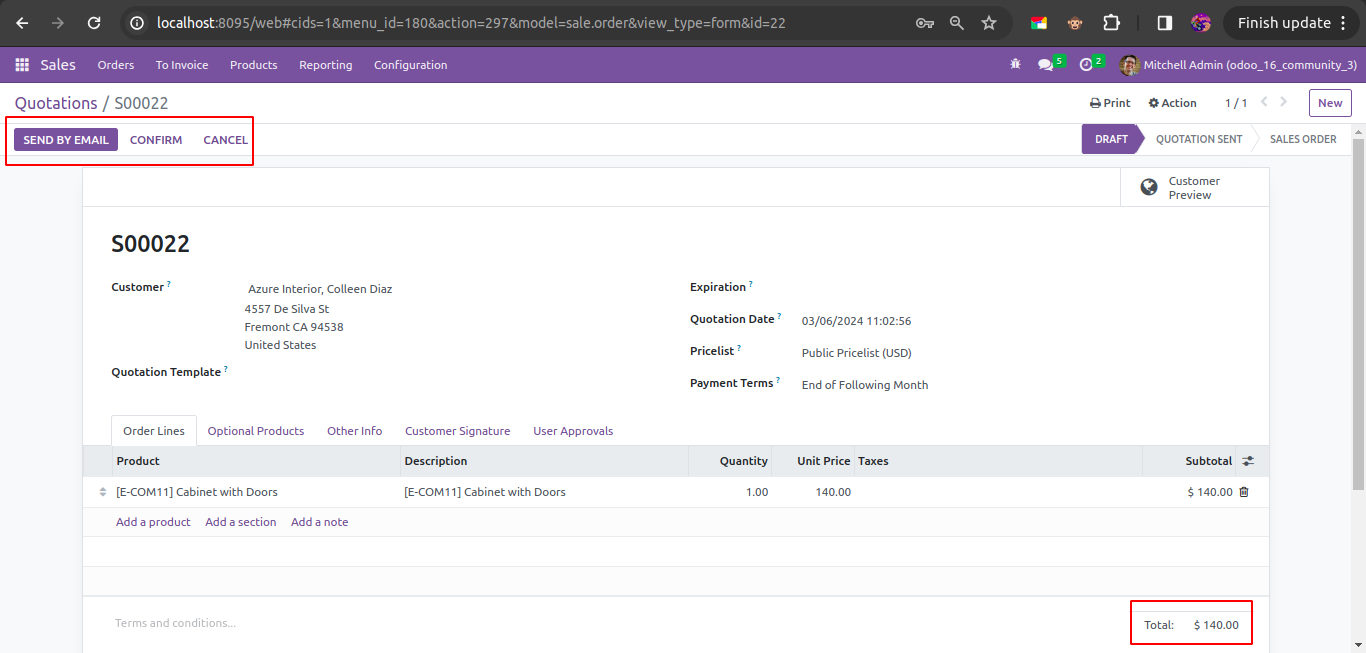 localhost:8095/web#cids=1&menu_id=180&action=297&model=sale.order&view_type=form&id=22
Finish update
Sales Orders To Invoice Products Reporting Configuration
5 2 Mitchell Admin (odoo_16_community_3)
Quotations / S00022
Print Action 1 / 1 New
SEND BY EMAIL CONFIRM CANCEL
DRAFT QUOTATION SENT SALES ORDER
Customer
Preview
S00022
Customer ? Azure Interior, Colleen Diaz
4557 De Silva St
Fremont CA 94538
United States
Quotation Template ?
Expiration ?
Quotation Date ? 03/06/2024 11:02:56
Pricelist ? Public Pricelist (USD)
Payment Terms ? End of Following Month
Order Lines Optional Products Other Info Customer Signature User Approvals
Product Description Quantity Unit Price Taxes Subtotal
[E-COM11] Cabinet with Doors [E-COM11] Cabinet with Doors 1.00 140.00 $ 140.00
Add a product Add a section Add a note
Terms and conditions...
Total: $ 140.00